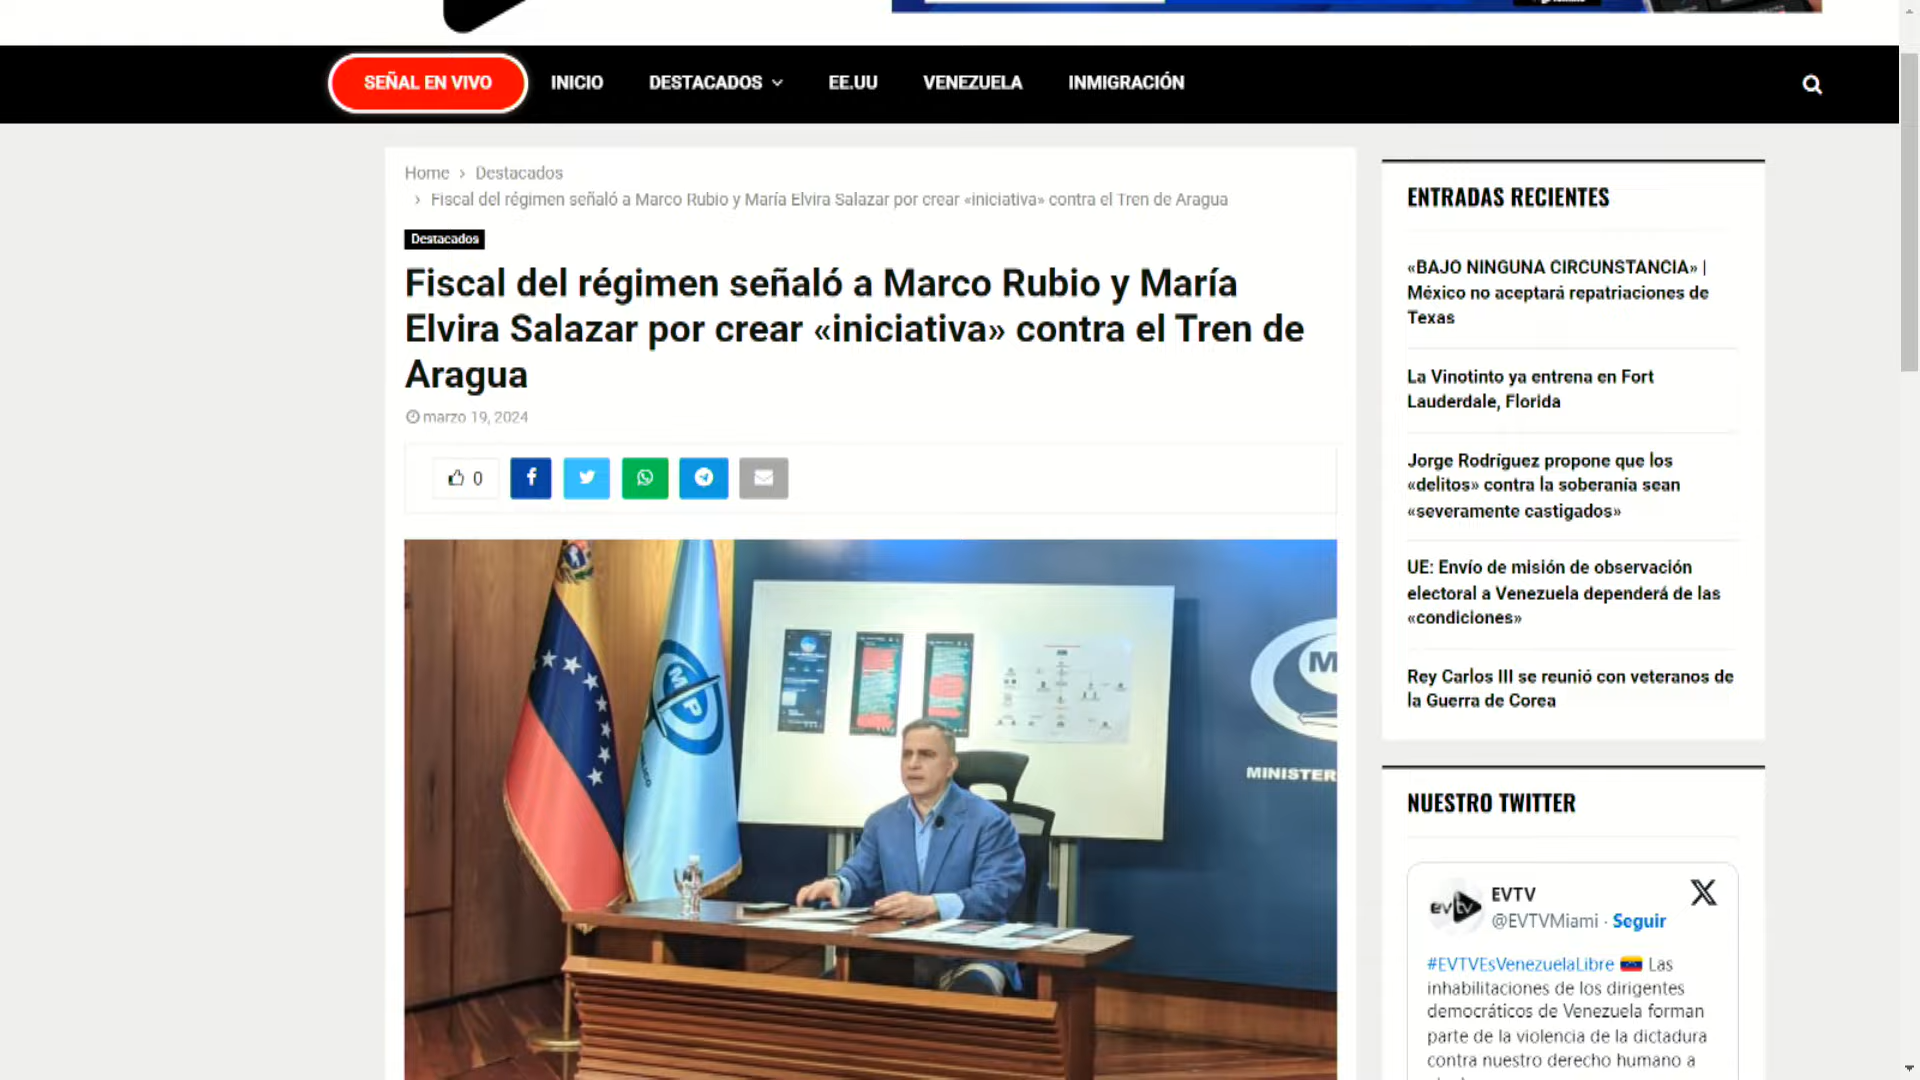 SEÑAL EN VIVO
INICIO
DESTACADOS
EE.UU
VENEZUELA
INMIGRACIÓN
Home > Destacados
> Fiscal del régimen señaló a Marco Rubio y María Elvira Salazar por crear «iniciativa» contra el Tren de Aragua
Destacados
Fiscal del régimen señaló a Marco Rubio y María
Elvira Salazar por crear «iniciativa» contra el Tren de
Aragua
marzo 19, 2024
0
MP
M
MINISTER
ENTRADAS RECIENTES
«BAJO NINGUNA CIRCUNSTANCIA» |
México no aceptará repatriaciones de
Texas
La Vinotinto ya entrena en Fort
Lauderdale, Florida
Jorge Rodríguez propone que los
«delitos» contra la soberanía sean
«severamente castigados»
UE: Envío de misión de observación
electoral a Venezuela dependerá de las
«condiciones»
Rey Carlos III se reunió con veteranos de
la Guerra de Corea
NUESTRO TWITTER
evtv
EVTV
@EVTVMiami · Seguir
#EVTVEsVenezuelaLibre 🇻🇪 Las
inhabilitaciones de los dirigentes
democráticos de Venezuela forman
parte de la violencia de la dictadura
contra nuestro derecho humano a